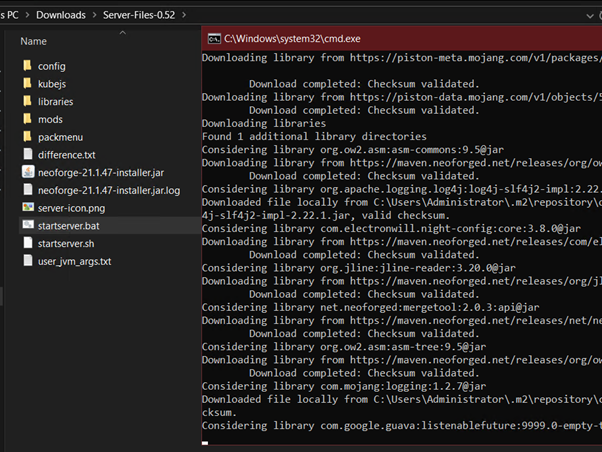 s PC > Downloads > Server-Files-0.52 >
Name
config
kubejs
libraries
mods
packmenu
difference.txt
neoforge-21.1.47-installer.jar
neoforge-21.1.47-installer.jar.log
server-icon.png
startserver.bat
startserver.sh
user_jvm_args.txt
C:\Windows\system32\cmd.exe
Downloading library from https://piston-meta.mojang.com/v1/packages/
Download completed: Checksum validated.
Downloading library from https://piston-data.mojang.com/v1/objects/5
Download completed: Checksum validated.
Downloading libraries
Found 1 additional library directories
Considering library org.ow2.asm:asm-commons:9.5@jar
Downloading library from https://maven.neoforged.net/releases/org/ow
Download completed: Checksum validated.
Considering library org.apache.logging.log4j:log4j-slf4j2-impl:2.22.
Downloaded file locally from C:\Users\Administrator\.m2\repository\o
4j-slf4j2-impl-2.22.1.jar, valid checksum.
Considering library com.electronwill.night-config:core:3.8.0@jar
Downloading library from https://maven.neoforged.net/releases/com/el
Download completed: Checksum validated.
Considering library org.jline:jline-reader:3.20.0@jar
Downloading library from https://maven.neoforged.net/releases/org/jl
Download completed: Checksum validated.
Considering library net.neoforged:mergetool:2.0.3:api@jar
Downloading library from https://maven.neoforged.net/releases/net/ne
Download completed: Checksum validated.
Considering library org.ow2.asm:asm-tree:9.5@jar
Downloading library from https://maven.neoforged.net/releases/org/ow
Download completed: Checksum validated.
Considering library com.mojang:logging:1.2.7@jar
Downloaded file locally from C:\Users\Administrator\.m2\repository\c
cksum.
Considering library com.google.guava:listenablefuture:9999.0-empty-t